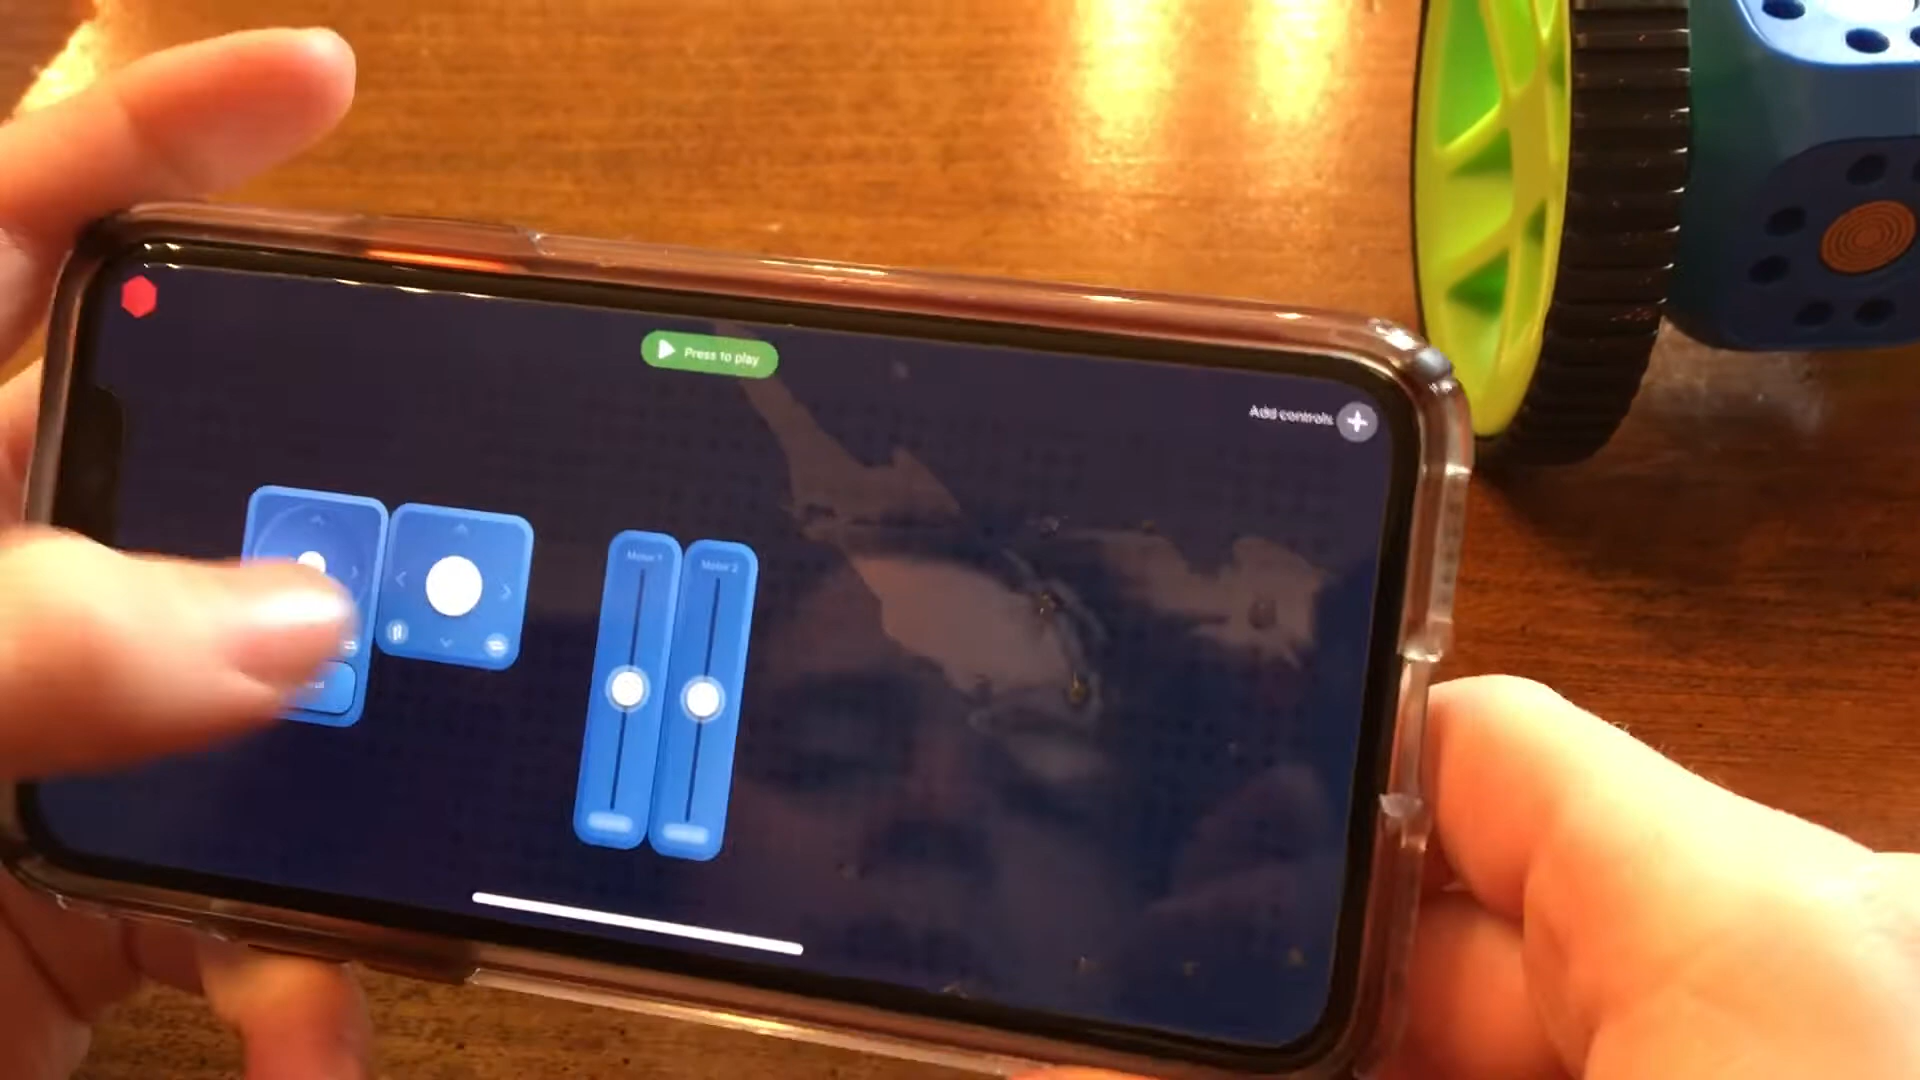 Press to play
Add controls
Motor 1
Motor 2